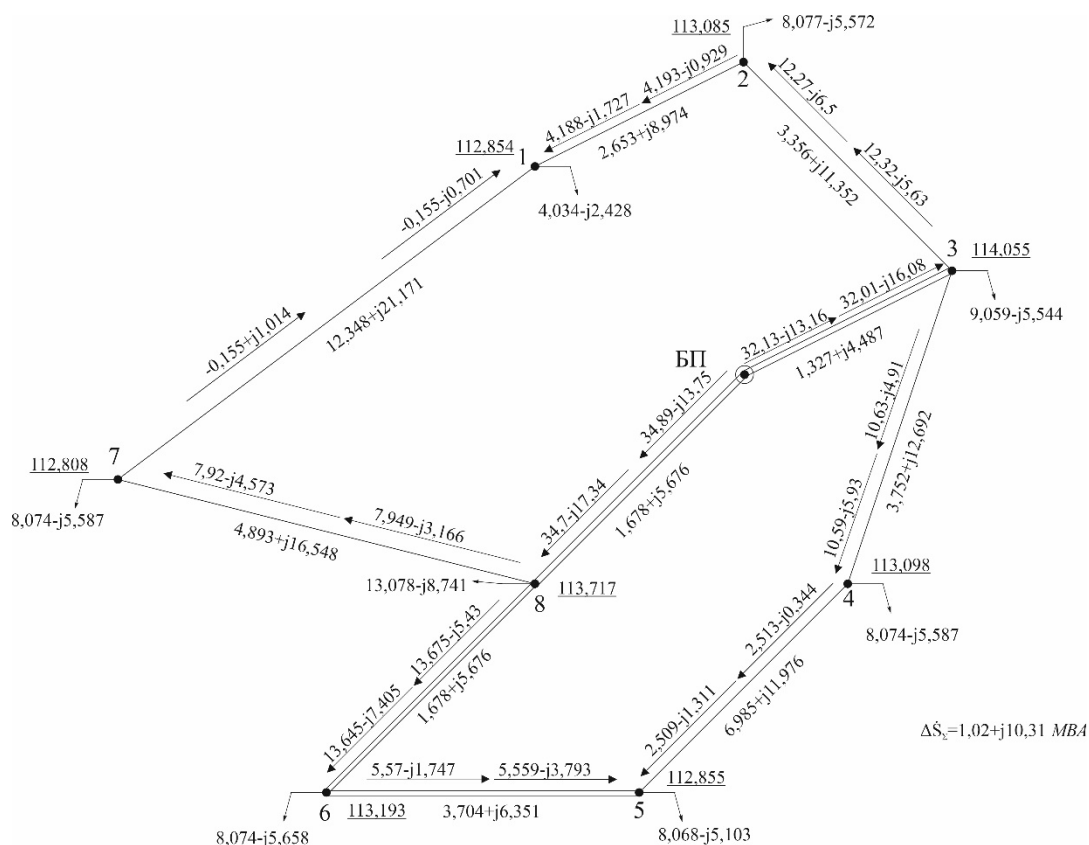 113,085
8,077-j5,572
2
4,193-j0,929
4,188-j1,727
2,653+j8,974
12,27-j6.5
12,32-j5,63
3,356+j11,352
112,854
1
4,034-j2,428
-0,155-j0,701
-0,155+j1,014
12,348+j21,171
3
114,055
9,059-j5,544
БП
32,13-j13,16
32,01-j16,08
1,327+j4,487
34,89-j13,75
34,7-j17,34
1,678+j5,676
10,63-j4,91
10,59-j5,93
3,752+j12,692
7
112,808
8,074-j5,587
7,92-j4,573
7,949-j3,166
4,893+j16,548
13,078-j8,741
8
113,717
113,098
4
8,074-j5,587
13,675-j5,43
13,645-j7,405
1,678+j5,676
2,513-j0,344
2,509-j1,311
6,985+j11,976
ΔṠΣ=1,02+j10,31 МВА
5,57-j1,747
5,559-j3,793
3,704+j6,351
6
113,193
8,074-j5,658
5
112,855
8,068-j5,103